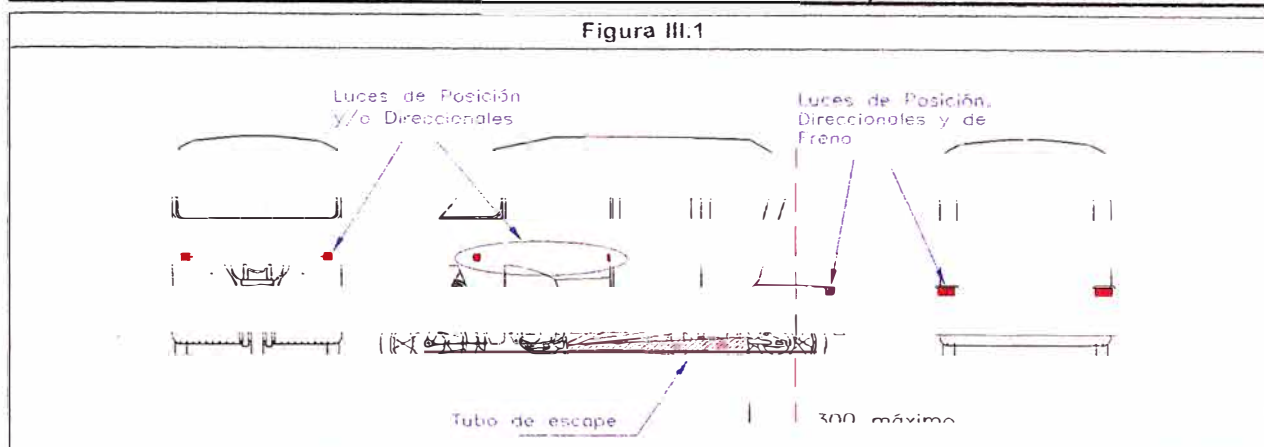 Figura III.1
Luces de Posición
y/o Direccionales
Luces de Posición,
Direccionales y de
Freno
Tubo de escape
300 máximo